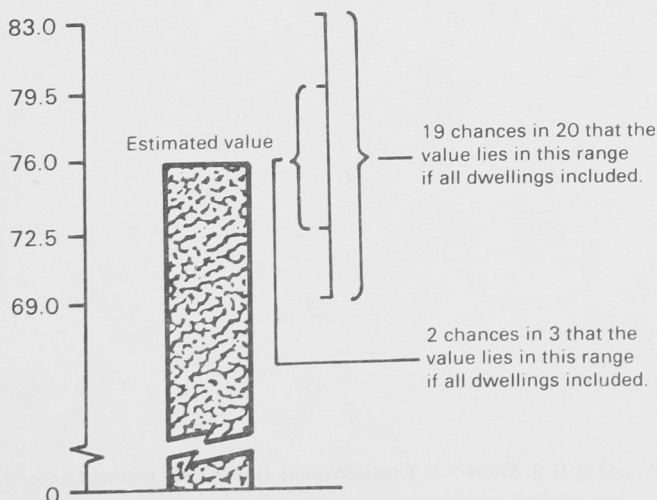 83.0
79.5
Estimated value
76.0
19 chances in 20 that the
value lies in this range
if all dwellings included.
72.5
69.0
2 chances in 3 that the
value lies in this range
if all dwellings included.
0